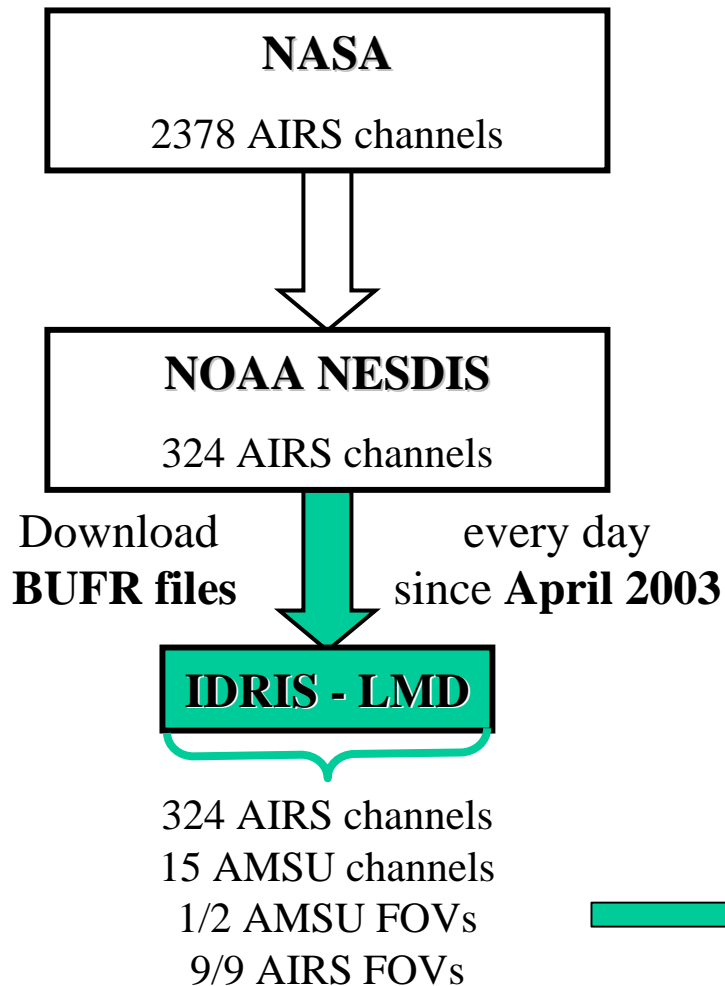 NASA
2378 AIRS channels
NOAA NESDIS
324 AIRS channels
Download
BUFR files
every day
since April 2003
IDRIS - LMD
324 AIRS channels
15 AMSU channels
1/2 AMSU FOVs
9/9 AIRS FOVs